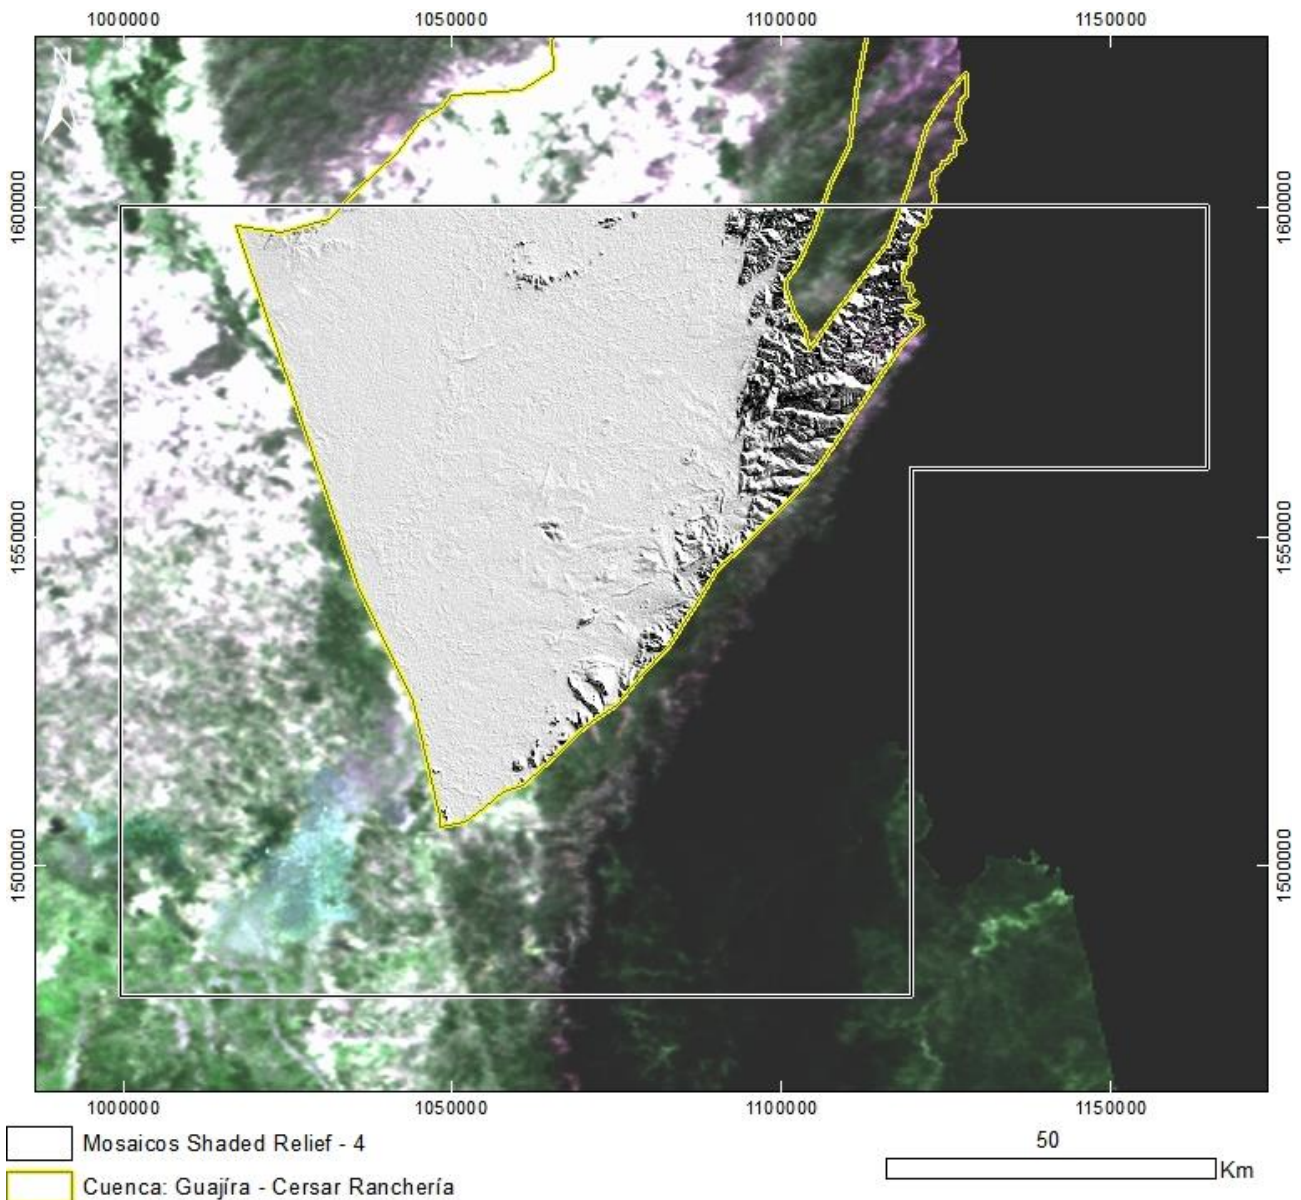 1000000 1050000 1100000 1150000
N
1600000 1600000
1550000 1550000
1500000 1500000
1000000 1050000 1100000 1150000
Mosaicos Shaded Relief - 4
50
Km
Cuenca: Guajíra - Cersar Ranchería